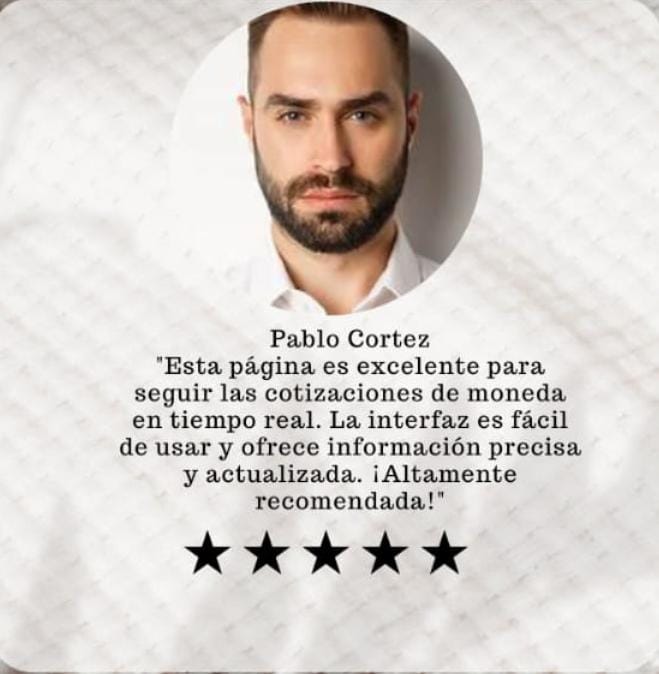 Pablo Cortez
"Esta página es excelente para
seguir las cotizaciones de moneda
en tiempo real. La interfaz es fácil
de usar y ofrece información precisa
y actualizada. ¡Altamente
recomendada!"